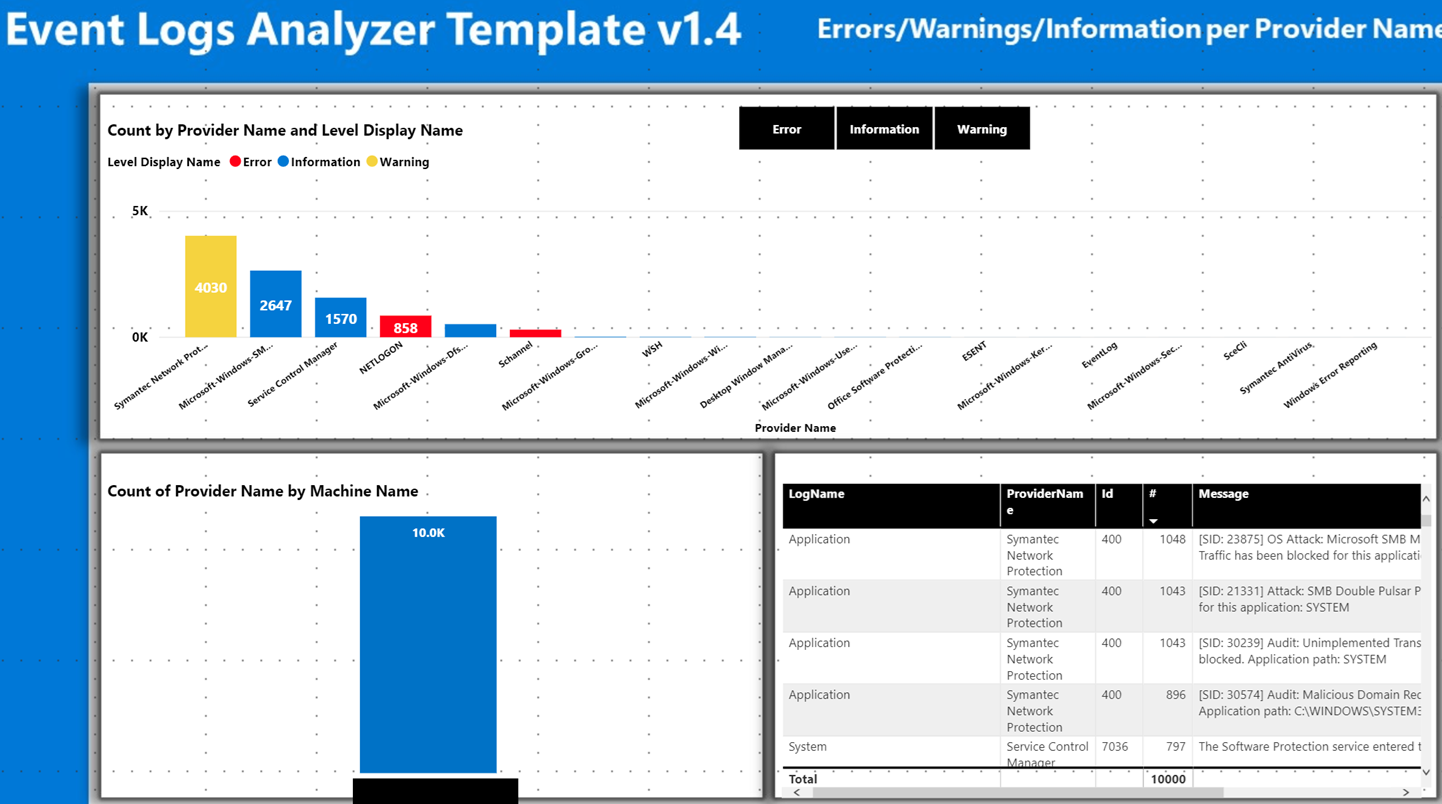 Event Logs Analyzer Template v1.4
Errors/Warnings/Information per Provider Name
Count by Provider Name and Level Display Name
Error
Information
Warning
Level Display Name Error Information Warning
5K
4030
2647
1570
858
0K
Symantec Network Prot...
Microsoft-Windows-SM...
Service Control Manager
NETLOGON
Microsoft-Windows-Dfs...
Schannel
Microsoft-Windows-Gro...
WSH
Microsoft-Windows-Wi...
Desktop Window Mana...
Microsoft-Windows-Use...
Office Software Protecti...
ESENT
Microsoft-Windows-Ker...
EventLog
Microsoft-Windows-Sec...
SceCli
Symantec AntiVirus
Windows Error Reporting
Provider Name
Count of Provider Name by Machine Name
10.0K
LogName ProviderNam
e Id # Message
Application Symantec 400 1048 [SID: 23875] OS Attack: Microsoft SMB M
Network Traffic has been blocked for this applicati
Protection
Application Symantec 400 1043 [SID: 21331] Attack: SMB Double Pulsar P
Network for this application: SYSTEM
Protection
Application Symantec 400 1043 [SID: 30239] Audit: Unimplemented Trans
Network blocked. Application path: SYSTEM
Protection
Application Symantec 400 896 [SID: 30574] Audit: Malicious Domain Rec
Network Application path: C:\WINDOWS\SYSTEM3
Protection
System Service Control 7036 797 The Software Protection service entered t
Manager
Total 10000